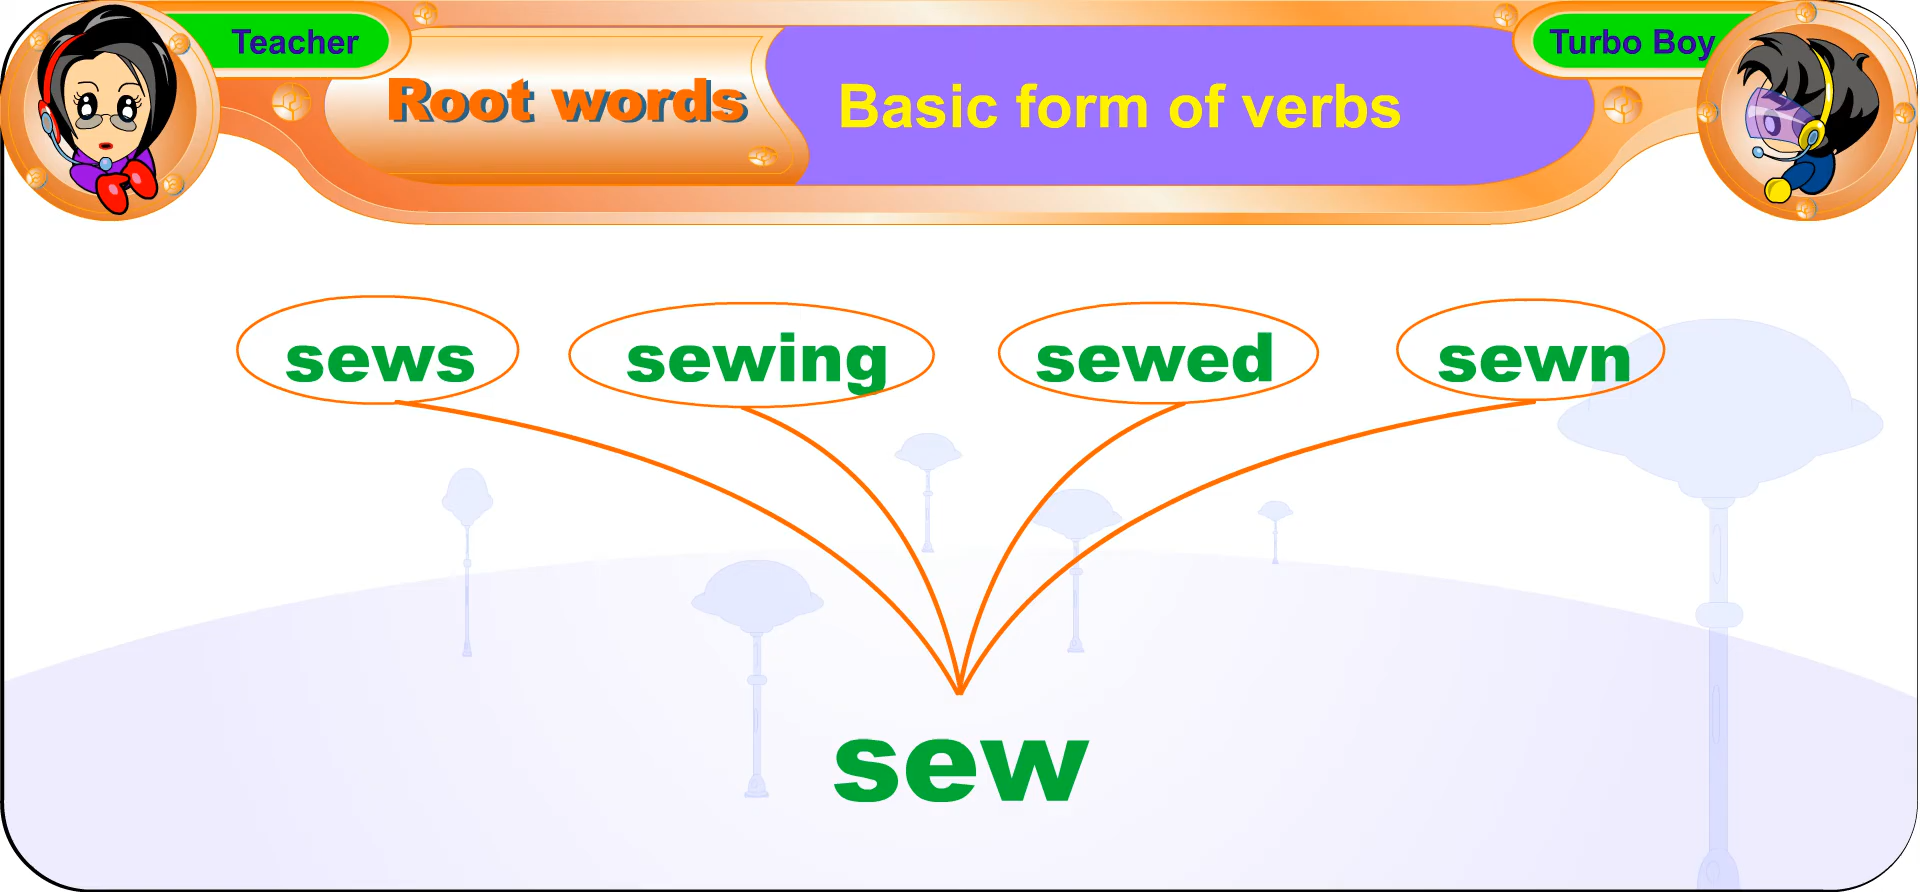 Teacher
Turbo Boy
Root words
Basic form of verbs
sews sewing sewed sewn
sew